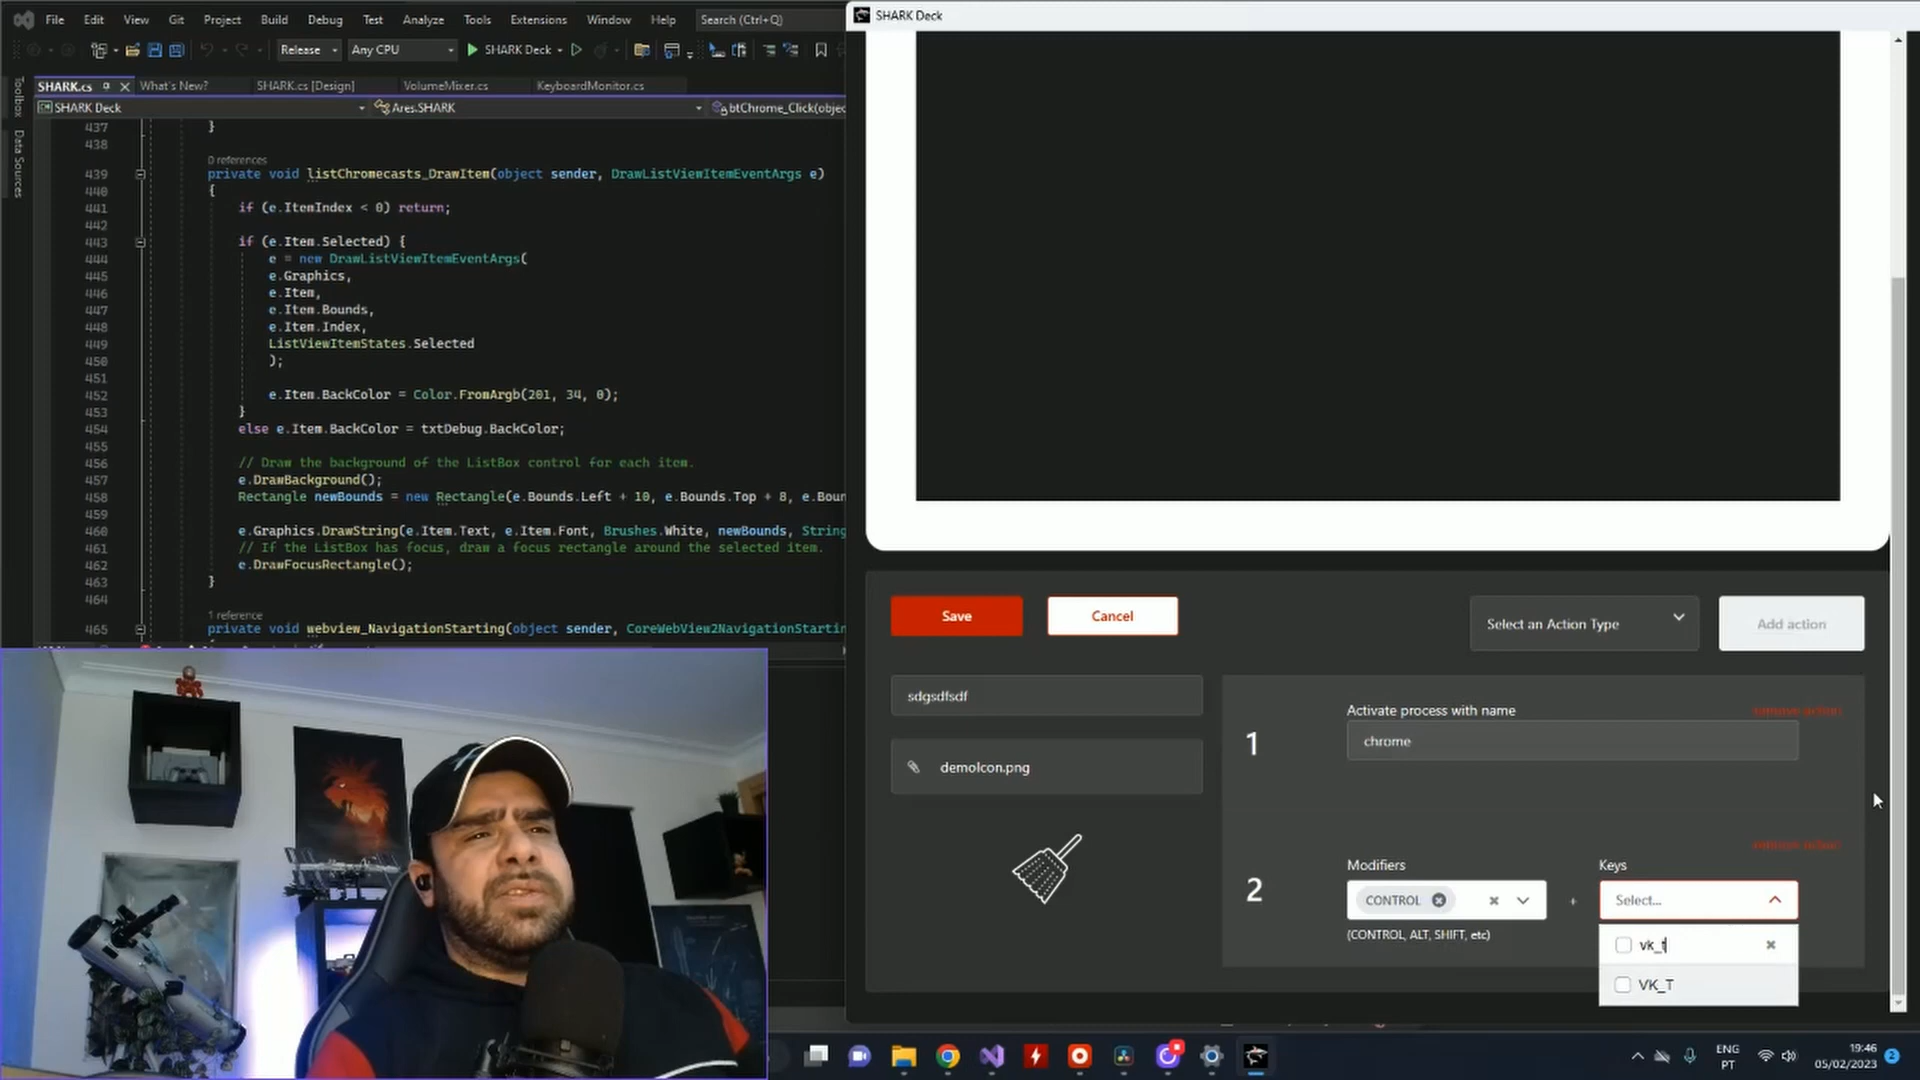 File Edit View Git Project Build Debug Test Analyze Tools Extensions Window Help Search (Ctrl+Q)
SHARK Deck
Release Any CPU SHARK Deck
SHARK.cs What's New? SHARK.cs [Design] VolumeMixer.cs KeyboardMonitor.cs
SHARK Deck Ares.SHARK btChrome_Click(objec
Toolbox
Data Sources
437 }
438
0 references
439 private void listChromecasts_DrawItem(object sender, DrawListViewItemEventArgs e)
440 {
441 if (e.ItemIndex < 0) return;
442
443 if (e.Item.Selected) {
444 e = new DrawListViewItemEventArgs(
445 e.Graphics,
446 e.Item,
447 e.Item.Bounds,
448 e.Item.Index,
449 ListViewItemStates.Selected
450 );
451
452 e.Item.BackColor = Color.FromArgb(201, 34, 0);
453 }
454 else e.Item.BackColor = txtDebug.BackColor;
455
456 // Draw the background of the ListBox control for each item.
457 e.DrawBackground();
458 Rectangle newBounds = new Rectangle(e.Bounds.Left + 10, e.Bounds.Top + 8, e.Boun
459
460 e.Graphics.DrawString(e.Item.Text, e.Item.Font, Brushes.White, newBounds, String
461 // If the ListBox has focus, draw a focus rectangle around the selected item.
462 e.DrawFocusRectangle();
463 }
464
1 reference
465 private void webview_NavigationStarting(object sender, CoreWebView2NavigationStartin
Save
Cancel
Select an Action Type
Add action
sdgsdfsdf
demoIcon.png
1
Activate process with name
remove action
chrome
2
remove action
Modifiers
Keys
CONTROL
+
Select...
(CONTROL, ALT, SHIFT, etc)
vk_t
VK_T
ENG
PT
19:46
05/02/2023
2